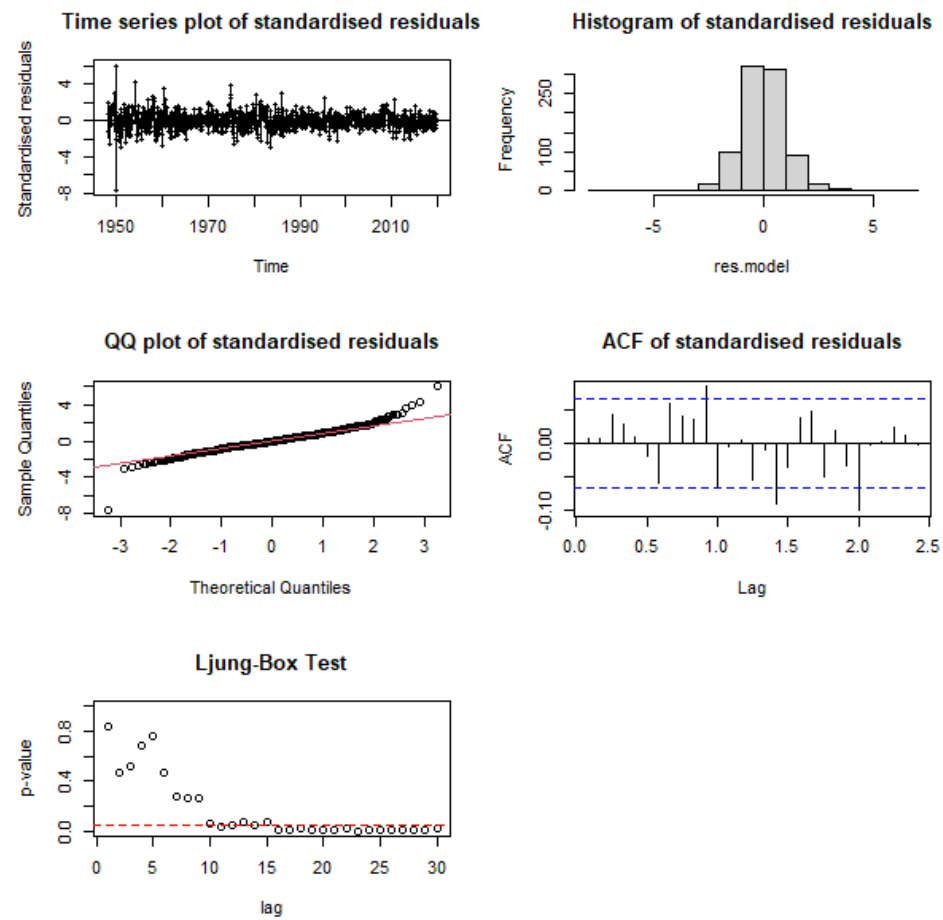 Time series plot of standardised residuals
Standardised residuals
-8 -4 0 4
1950 1970 1990 2010
Time
Histogram of standardised residuals
Frequency
0 100 250
-5 0 5
res.model
QQ plot of standardised residuals
Sample Quantiles
-8 -4 0 4
-3 -2 -1 0 1 2 3
Theoretical Quantiles
ACF of standardised residuals
ACF
-0.10 0.00
0.0 0.5 1.0 1.5 2.0 2.5
Lag
Ljung-Box Test
p-value
0.0 0.4 0.8
0 5 10 15 20 25 30
lag